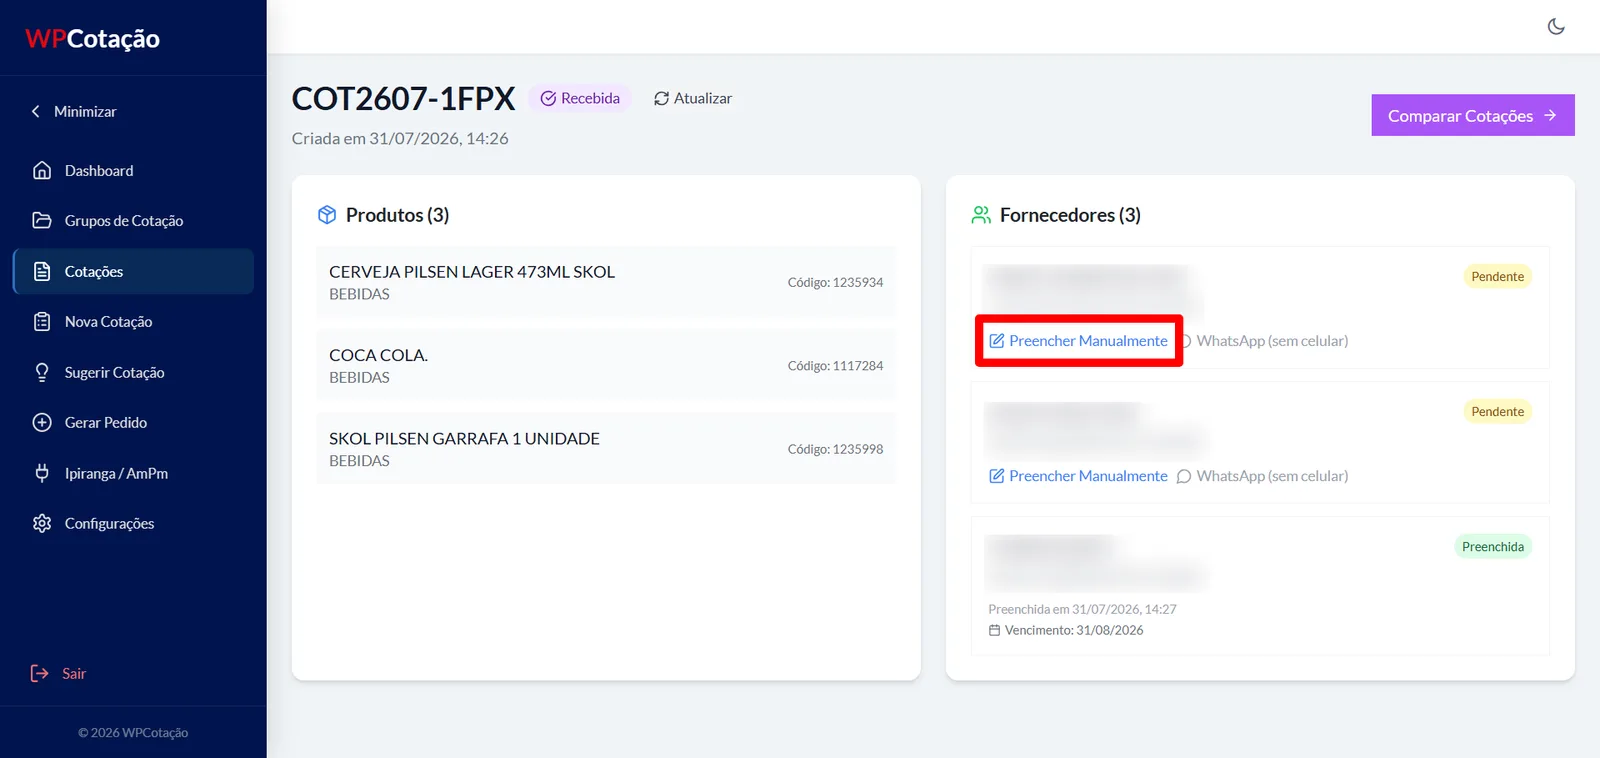 WPCotação
Minimizar
Dashboard
Grupos de Cotação
Cotações
Nova Cotação
Sugerir Cotação
Gerar Pedido
Ipiranga / AmPm
Configurações
Sair
© 2026 WPCotação
COT2607-1FPX Recebida Atualizar
Criada em 31/07/2026, 14:26
Comparar Cotações
Produtos (3)
CERVEJA PILSEN LAGER 473ML SKOL
BEBIDAS
Código: 1235934
COCA COLA.
BEBIDAS
Código: 1117284
SKOL PILSEN GARRAFA 1 UNIDADE
BEBIDAS
Código: 1235998
Fornecedores (3)
Pendente
Preencher Manualmente WhatsApp (sem celular)
Pendente
Preencher Manualmente WhatsApp (sem celular)
Preenchida
Preenchida em 31/07/2026, 14:27
Vencimento: 31/08/2026